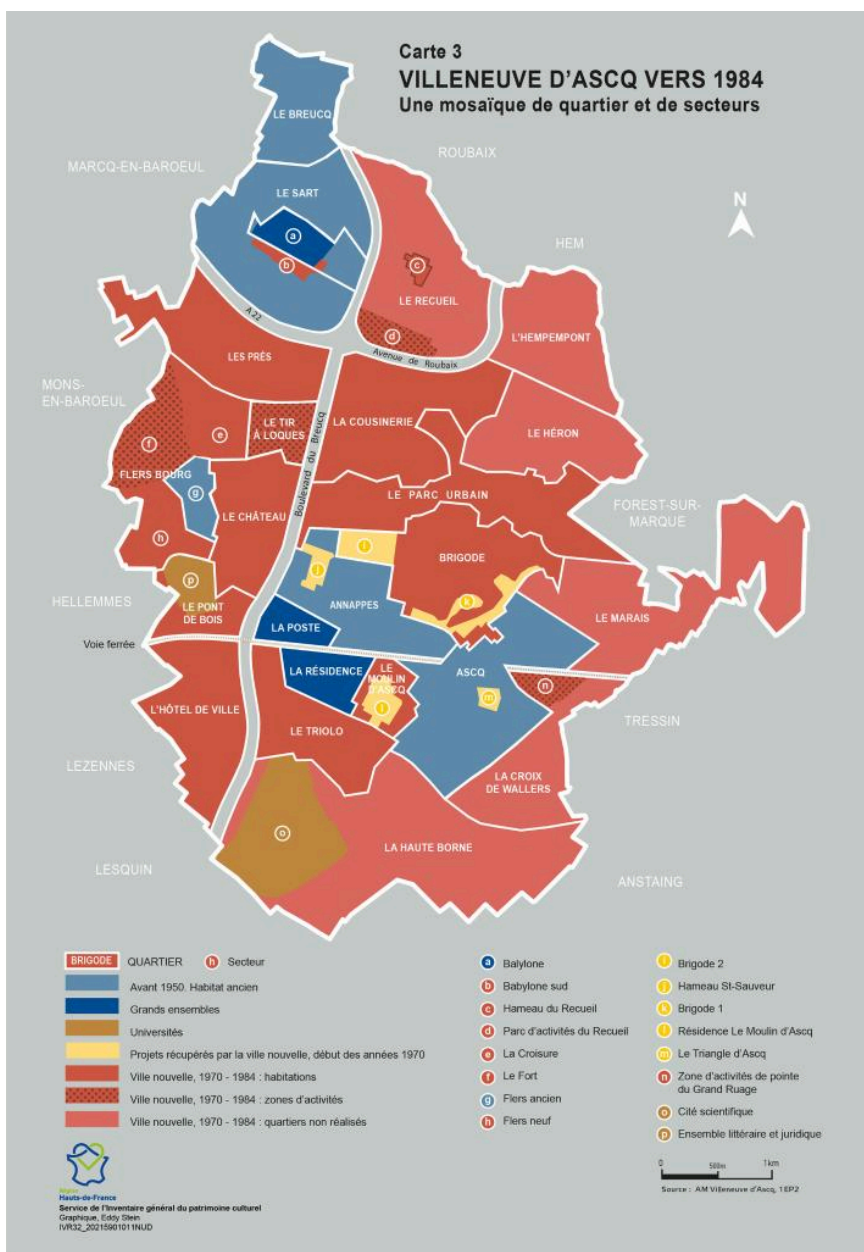 Carte 3
VILLENEUVE D'ASCQ VERS 1984
Une mosaïque de quartier et de secteurs
LE BREUCQ
MARCQ-EN-BAROEUL
ROUBAIX
LE SART
N
HEM
a
b
c
LE RECUEIL
L'HEMPEMPONT
A 22
d
Avenue de Roubaix
LES PRÉS
MONS-
EN-BAROEUL
LE TIR
À LOQUES
LA COUSINERIE
LE HÉRON
e
f
FLERS BOURG
Boulevard du Breucq
g
LE CHÂTEAU
LE PARC URBAIN
FOREST-SUR-
MARQUE
h
i
BRIGODE
j
p
k
HELLEMMES
LE PONT
DE BOIS
ANNAPPES
LE MARAIS
LA POSTE
Voie ferrée
LA RÉSIDENCE
LE
MOULIN
D'ASCQ
l
ASCQ
m
n
L'HÔTEL DE VILLE
LE TRIOLO
TRESSIN
LEZENNES
LA CROIX
DE WALLERS
o
LA HAUTE BORNE
LESQUIN
ANSTAING
BRIGODE QUARTIER h Secteur
Avant 1950. Habitat ancien
Grands ensembles
Universités
Projets récupérés par la ville nouvelle, début des années 1970
Ville nouvelle, 1970 - 1984 : habitations
Ville nouvelle, 1970 - 1984 : zones d'activités
Ville nouvelle, 1970 - 1984 : quartiers non réalisés
a Balylone
b Babylone sud
c Hameau du Recueil
d Parc d'activités du Recueil
e La Croisure
f Le Fort
g Flers ancien
h Flers neuf
i Brigode 2
j Hameau St-Sauveur
k Brigode 1
l Résidence Le Moulin d'Ascq
m Le Triangle d'Ascq
n Zone d'activités de pointe
du Grand Ruage
o Cité scientifique
p Ensemble littéraire et juridique
0 500m 1km
Source : AM Villeneuve d'Ascq, 1EP2
Région
Hauts-de-France
Service de l'Inventaire général du patrimoine culturel
Graphique, Eddy Stein
IVR32_20215901011NUD